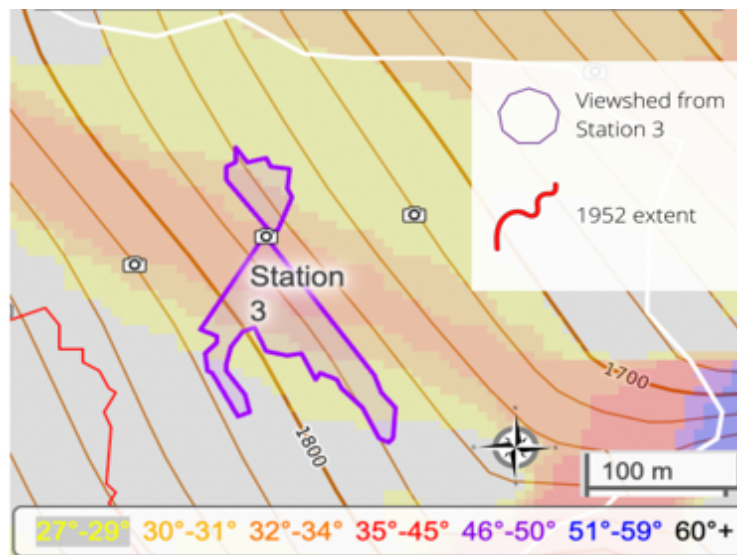 Viewshed from
Station 3
1952 extent
Station
3
1700
1800
100 m
27°-29° 30°-31° 32°-34° 35°-45° 46°-50° 51°-59° 60°+